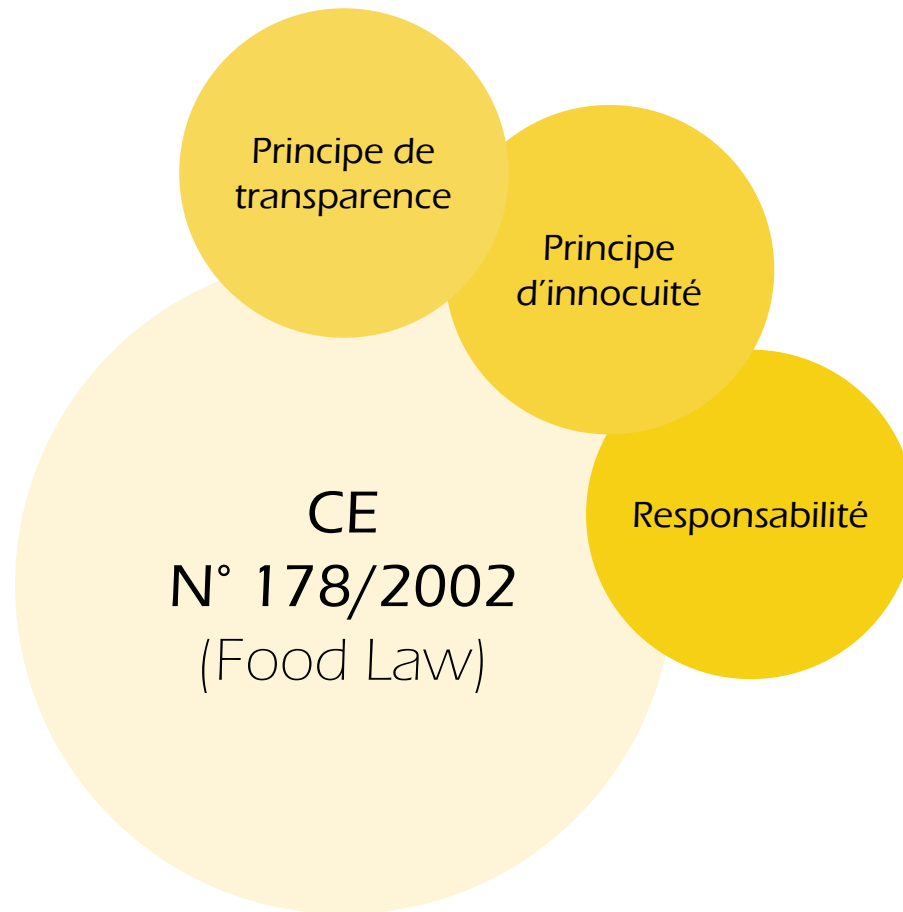 Principe de
transparence
Principe
d'innocuité
Responsabilité
CE
N° 178/2002
(Food Law)